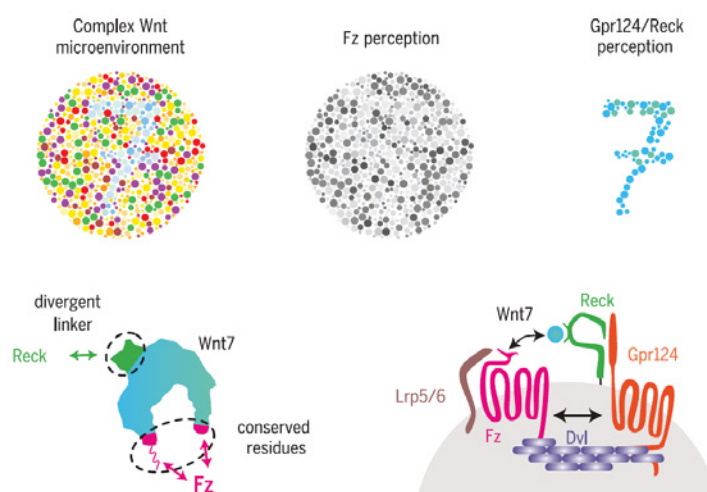 Complex Wnt
microenvironment
Fz perception
Gpr124/Reck
perception
7
divergent
linker
Reck
Wnt7
conserved
residues
Fz
Wnt7
Reck
Gpr124
Lrp5/6
Fz
Dvl